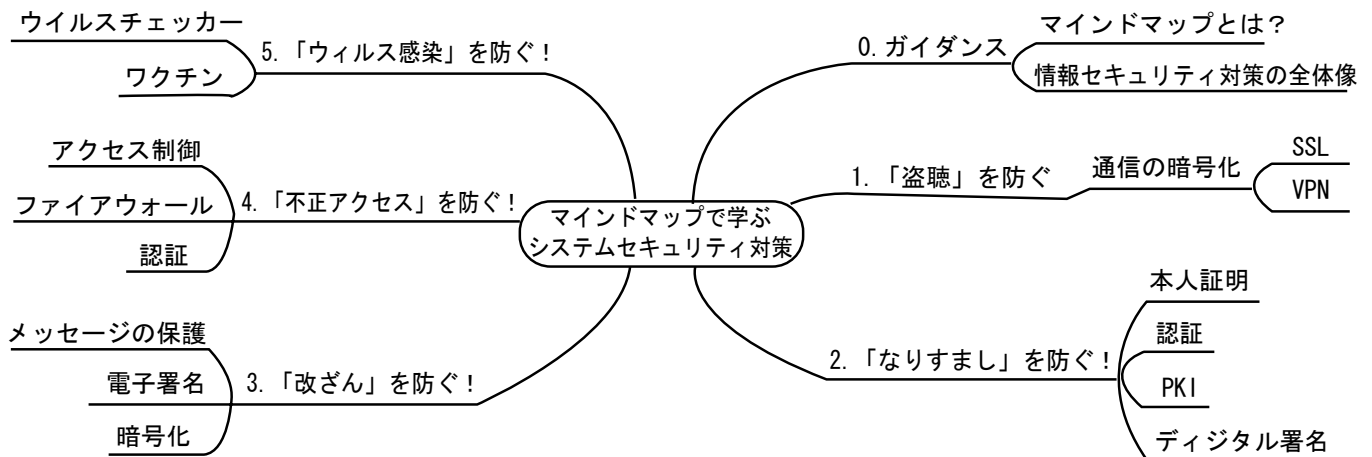 マインドマップで学ぶ
システムセキュリティ対策
0.ガイダンス
マインドマップとは？
情報セキュリティ対策の全体像
1.「盗聴」を防ぐ
通信の暗号化
SSL
VPN
2.「なりすまし」を防ぐ！
本人証明
認証
PKI
ディジタル署名
3.「改ざん」を防ぐ！
メッセージの保護
電子署名
暗号化
4.「不正アクセス」を防ぐ！
アクセス制御
ファイアウォール
認証
5.「ウィルス感染」を防ぐ！
ウイルスチェッカー
ワクチン